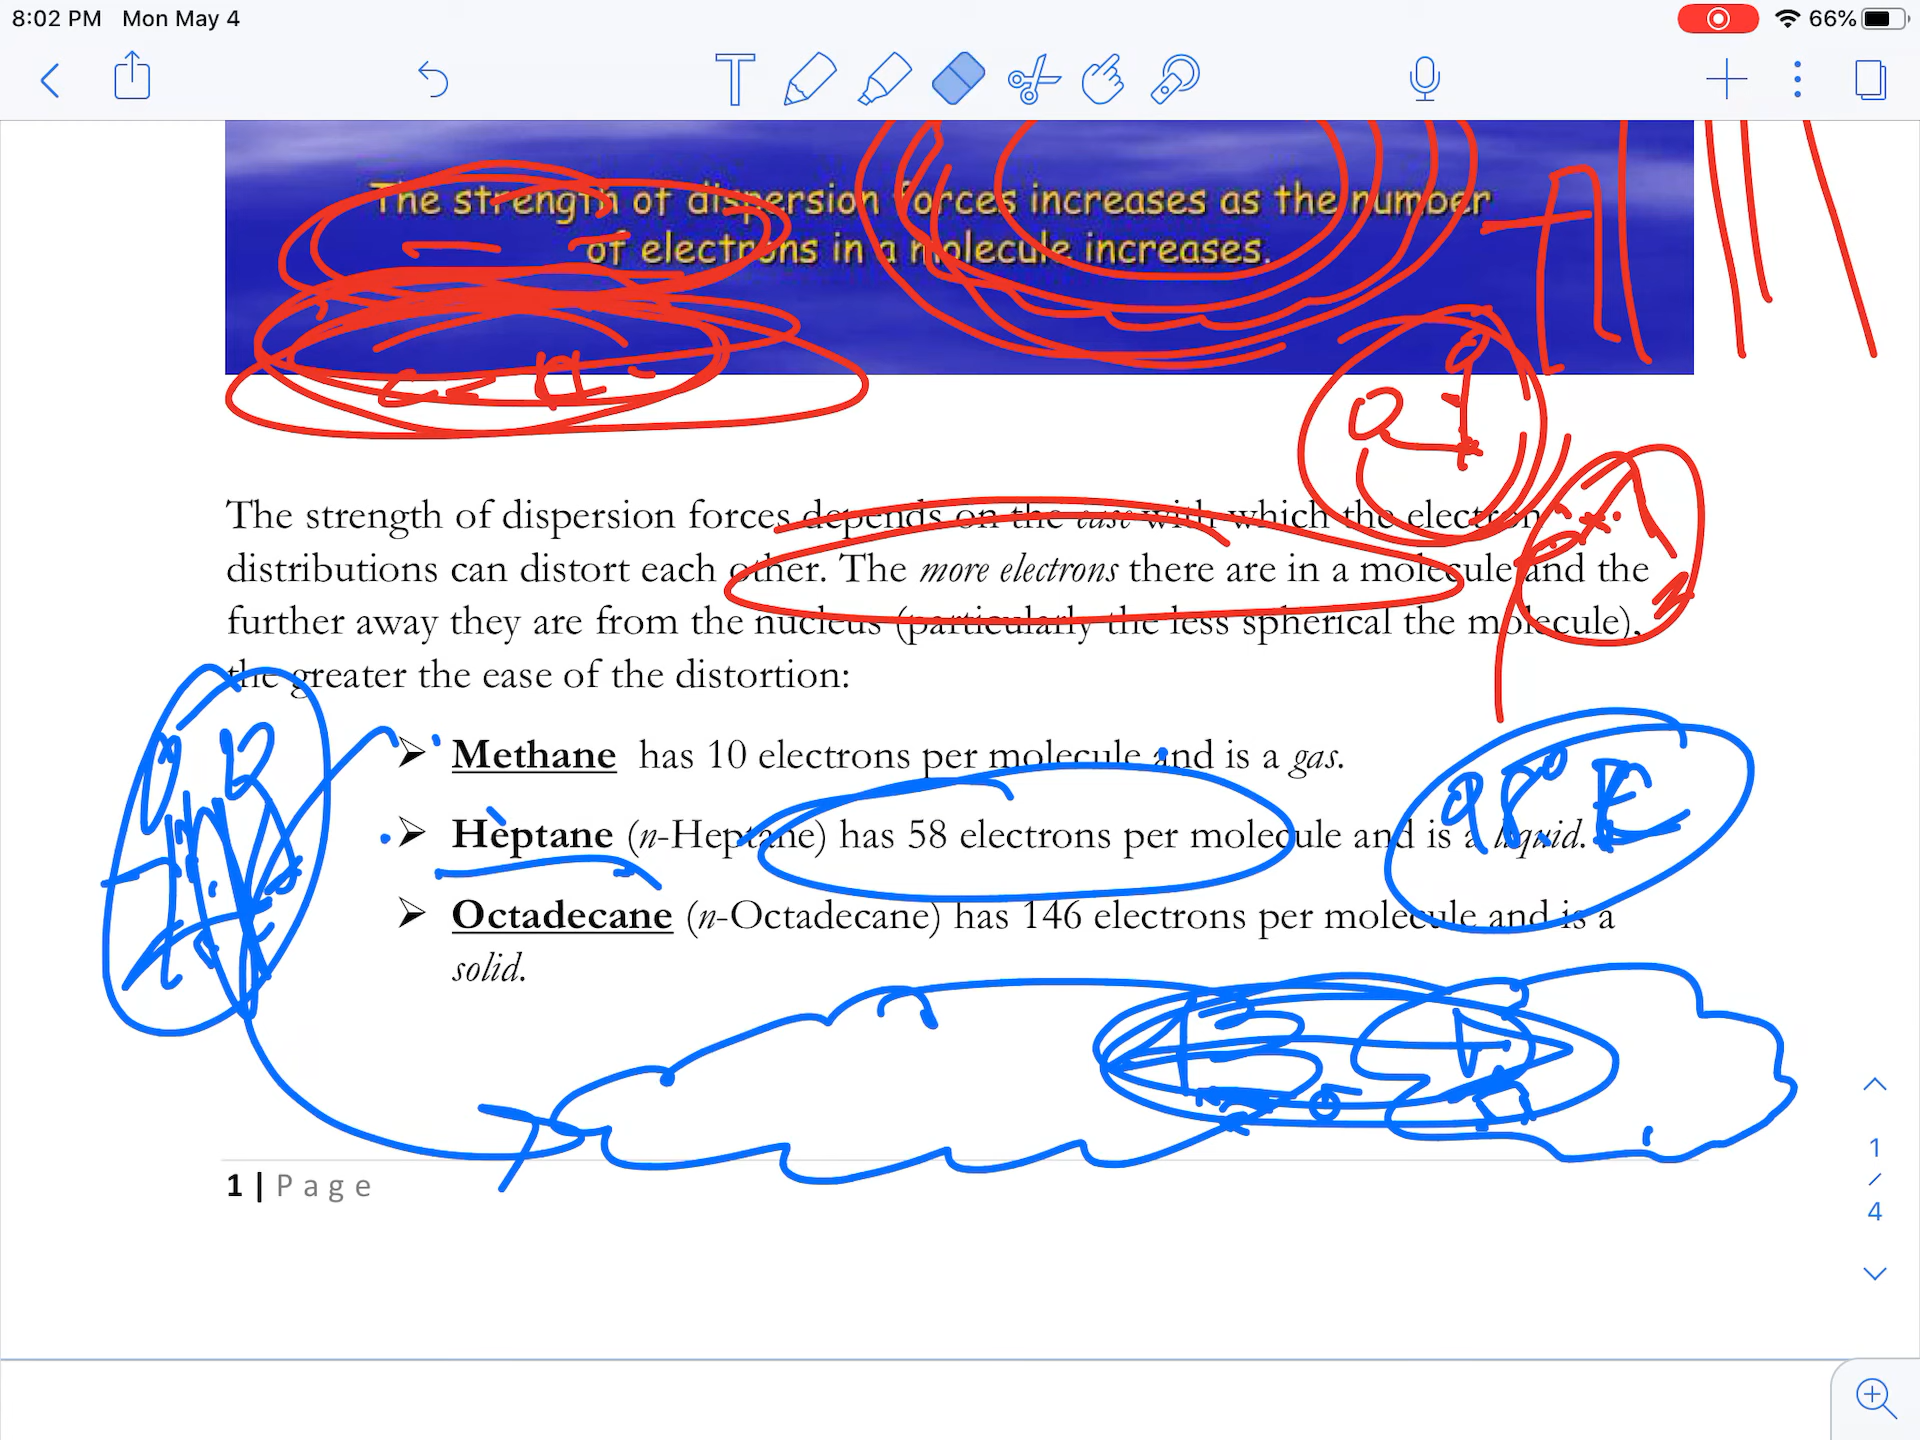 8:02 PM Mon May 4
66%
T
The strength of dispersion forces increases as the number
of electrons in a molecule increases.
The strength of dispersion forces depends on the ease with which the electron
distributions can distort each other. The more electrons there are in a molecule and the
further away they are from the nucleus (particularly the less spherical the molecule),
the greater the ease of the distortion:
➢ Methane has 10 electrons per molecule and is a gas.
➢ Heptane (n-Heptane) has 58 electrons per molecule and is a liquid.
➢ Octadecane (n-Octadecane) has 146 electrons per molecule and is a
solid.
1 | Page
1
/
4